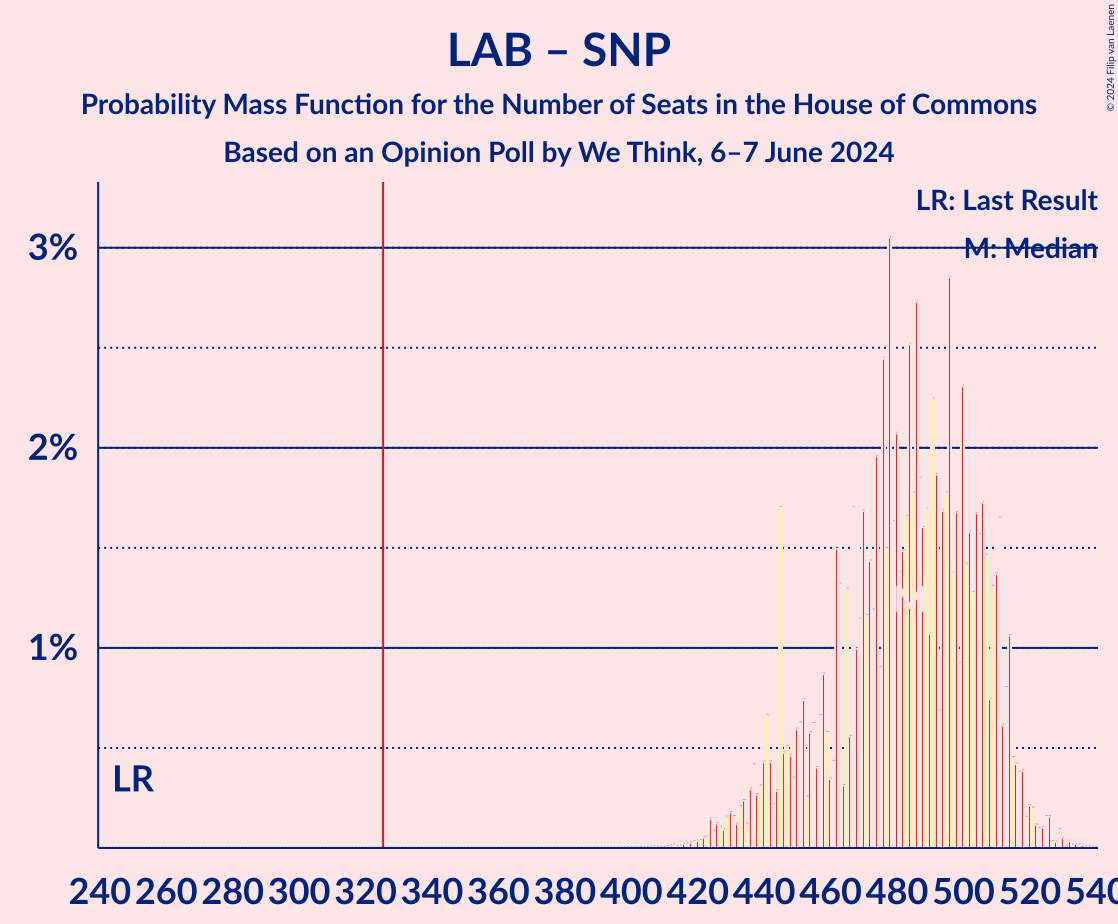 LAB – SNP
Probability Mass Function for the Number of Seats in the House of Commons
Based on an Opinion Poll by We Think, 6–7 June 2024
© 2024 Filip van Laenen
LR: Last Result
M: Median
3%
2%
1%
LR
M
240 260 280 300 320 340 360 380 400 420 440 460 480 500 520 540